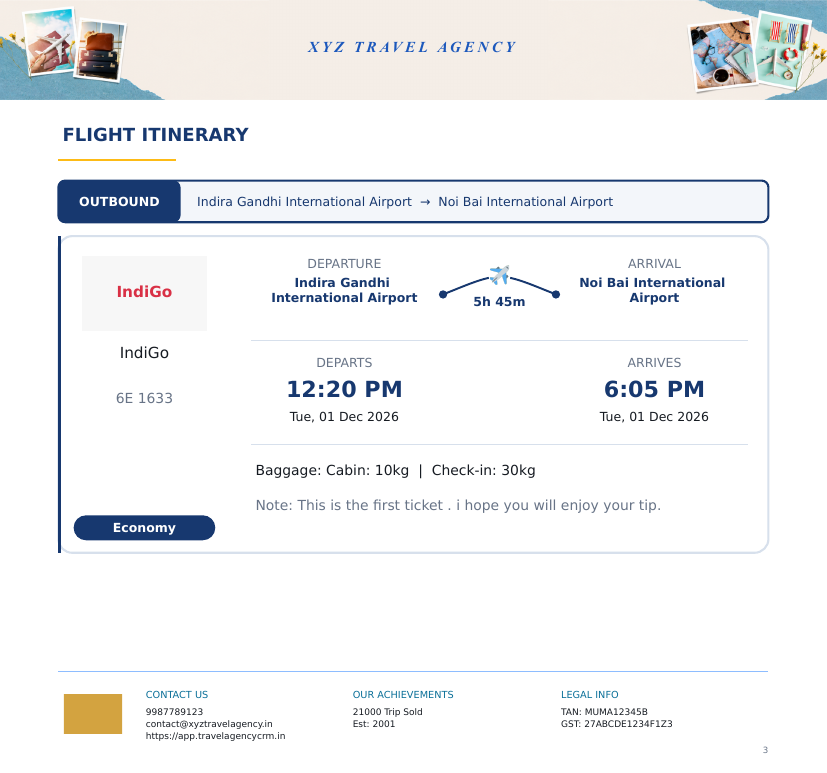 XYZ TRAVEL AGENCY
FLIGHT ITINERARY
OUTBOUND
Indira Gandhi International Airport → Noi Bai International Airport
IndiGo
IndiGo
6E 1633
Economy
DEPARTURE
Indira Gandhi
International Airport
5h 45m
ARRIVAL
Noi Bai International
Airport
DEPARTS
12:20 PM
Tue, 01 Dec 2026
ARRIVES
6:05 PM
Tue, 01 Dec 2026
Baggage: Cabin: 10kg | Check-in: 30kg
Note: This is the first ticket . i hope you will enjoy your tip.
CONTACT US
9987789123
contact@xyztravelagency.in
https://app.travelagencycrm.in
OUR ACHIEVEMENTS
21000 Trip Sold
Est: 2001
LEGAL INFO
TAN: MUMA12345B
GST: 27ABCDE1234F1Z3
3